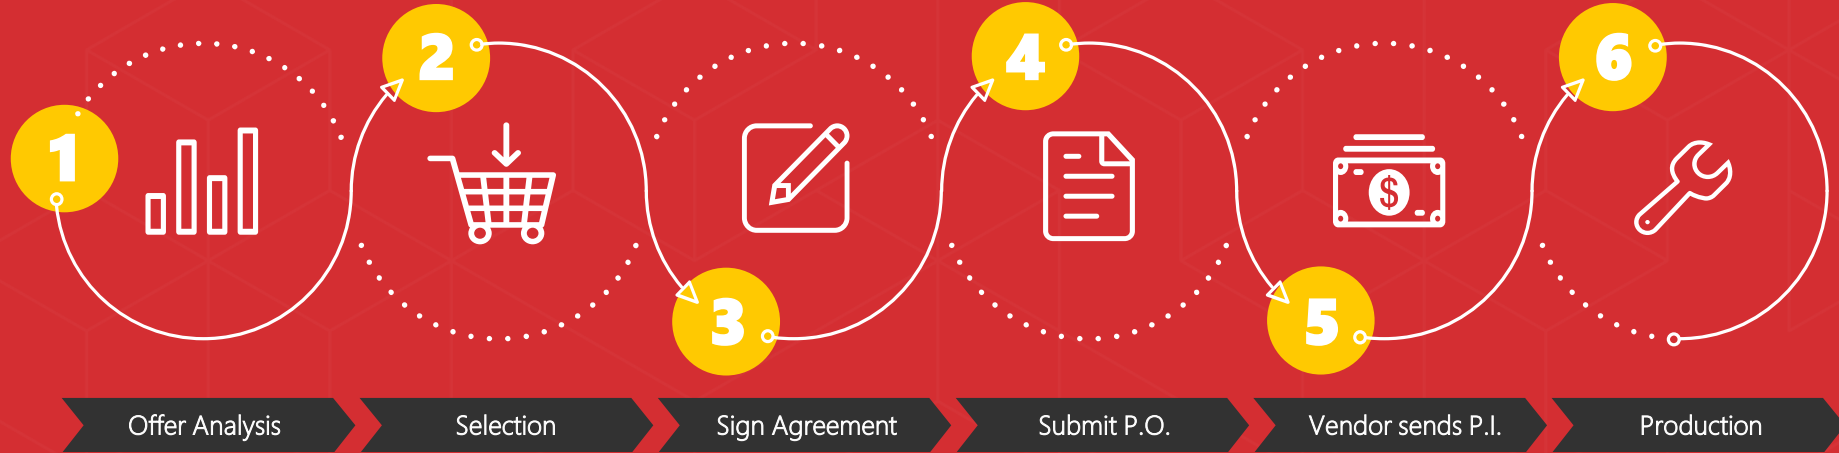 1
2
3
4
5
6
$
Offer Analysis
Selection
Sign Agreement
Submit P.O.
Vendor sends P.I.
Production